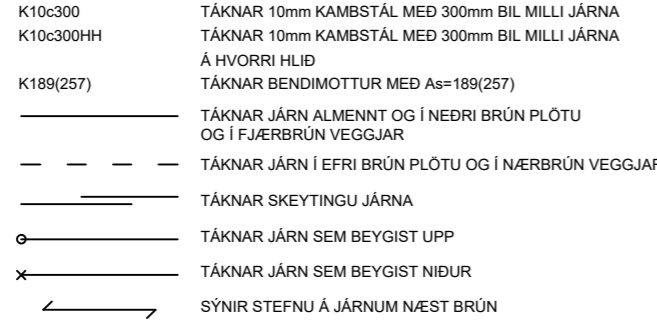 K10c300 TÁKNAR 10mm KAMBSTÁL MEÐ 300mm BIL MILLI JÁRNA
K10c300HH TÁKNAR 10mm KAMBSTÁL MEÐ 300mm BIL MILLI JÁRNA
Á HVORRI HLIÐ
K189(257) TÁKNAR BENDIMOTTUR MEÐ As=189(257)
TÁKNAR JÁRN ALMENNT OG Í NEÐRI BRÚN PLÖTU
OG Í FJÆRBRÚN VEGGJAR
TÁKNAR JÁRN Í EFRI BRÚN PLÖTU OG Í NÆRBRÚN VEGGJAR
TÁKNAR SKEYTINGU JÁRNA
TÁKNAR JÁRN SEM BEYGIST UPP
TÁKNAR JÁRN SEM BEYGIST NIÐUR
SÝNIR STEFNU Á JÁRNUM NÆST BRÚN